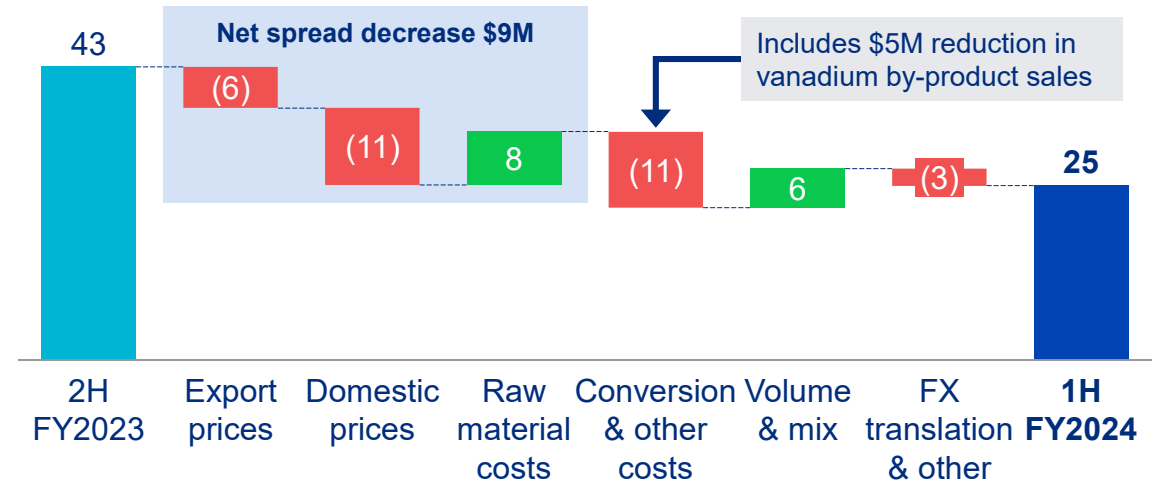 43
Net spread decrease $9M
Includes $5M reduction in
vanadium by-product sales
(6)
(11)
8
(11)
6
(3)
25
2H
FY2023
Export
prices
Domestic
prices
Raw
material
costs
Conversion
& other
costs
Volume
& mix
FX
translation
& other
1H
FY2024